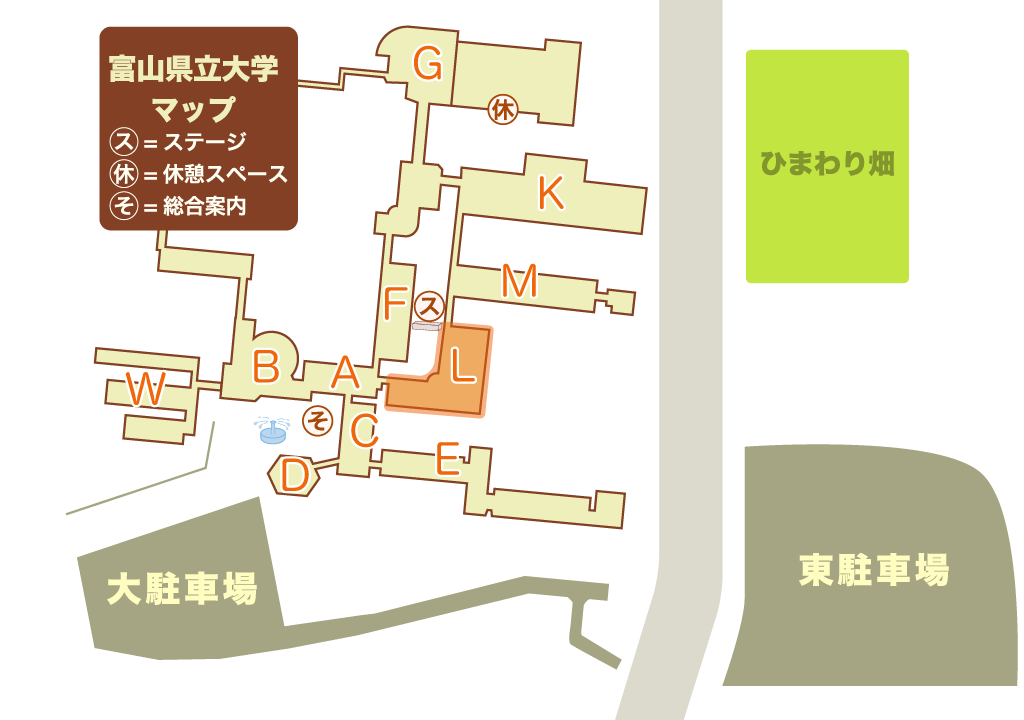 富山県立大学
マップ
ス = ステージ
休 = 休憩スペース
そ = 総合案内
G
休
K
ひまわり畑
M
F
ス
L
B
A
W
そ
C
D
E
大駐車場
東駐車場